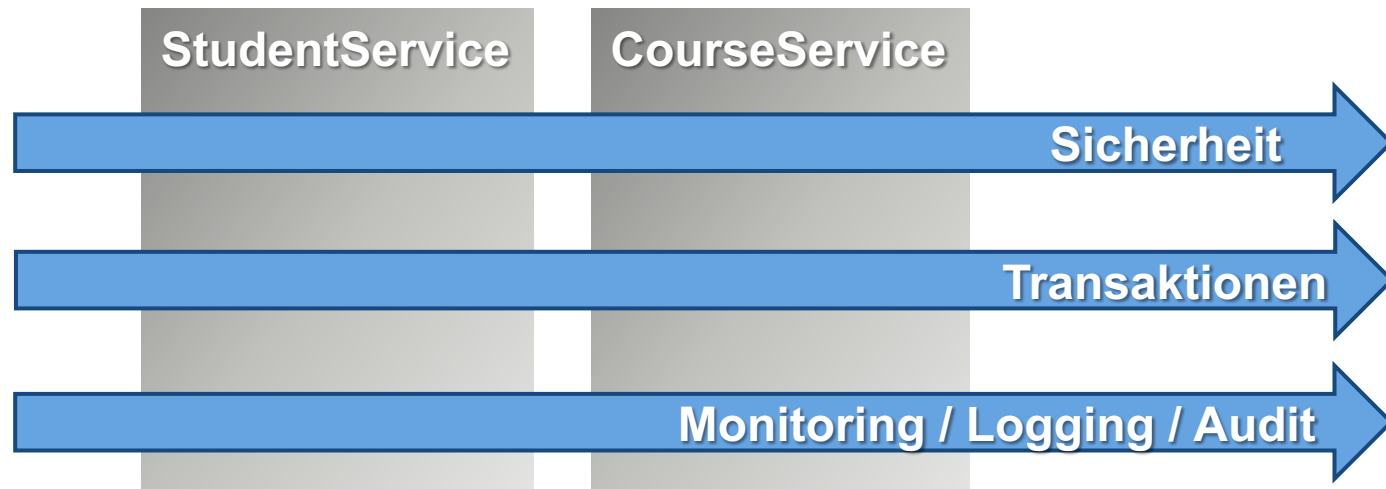 StudentService
CourseService
Sicherheit
Transaktionen
Monitoring / Logging / Audit